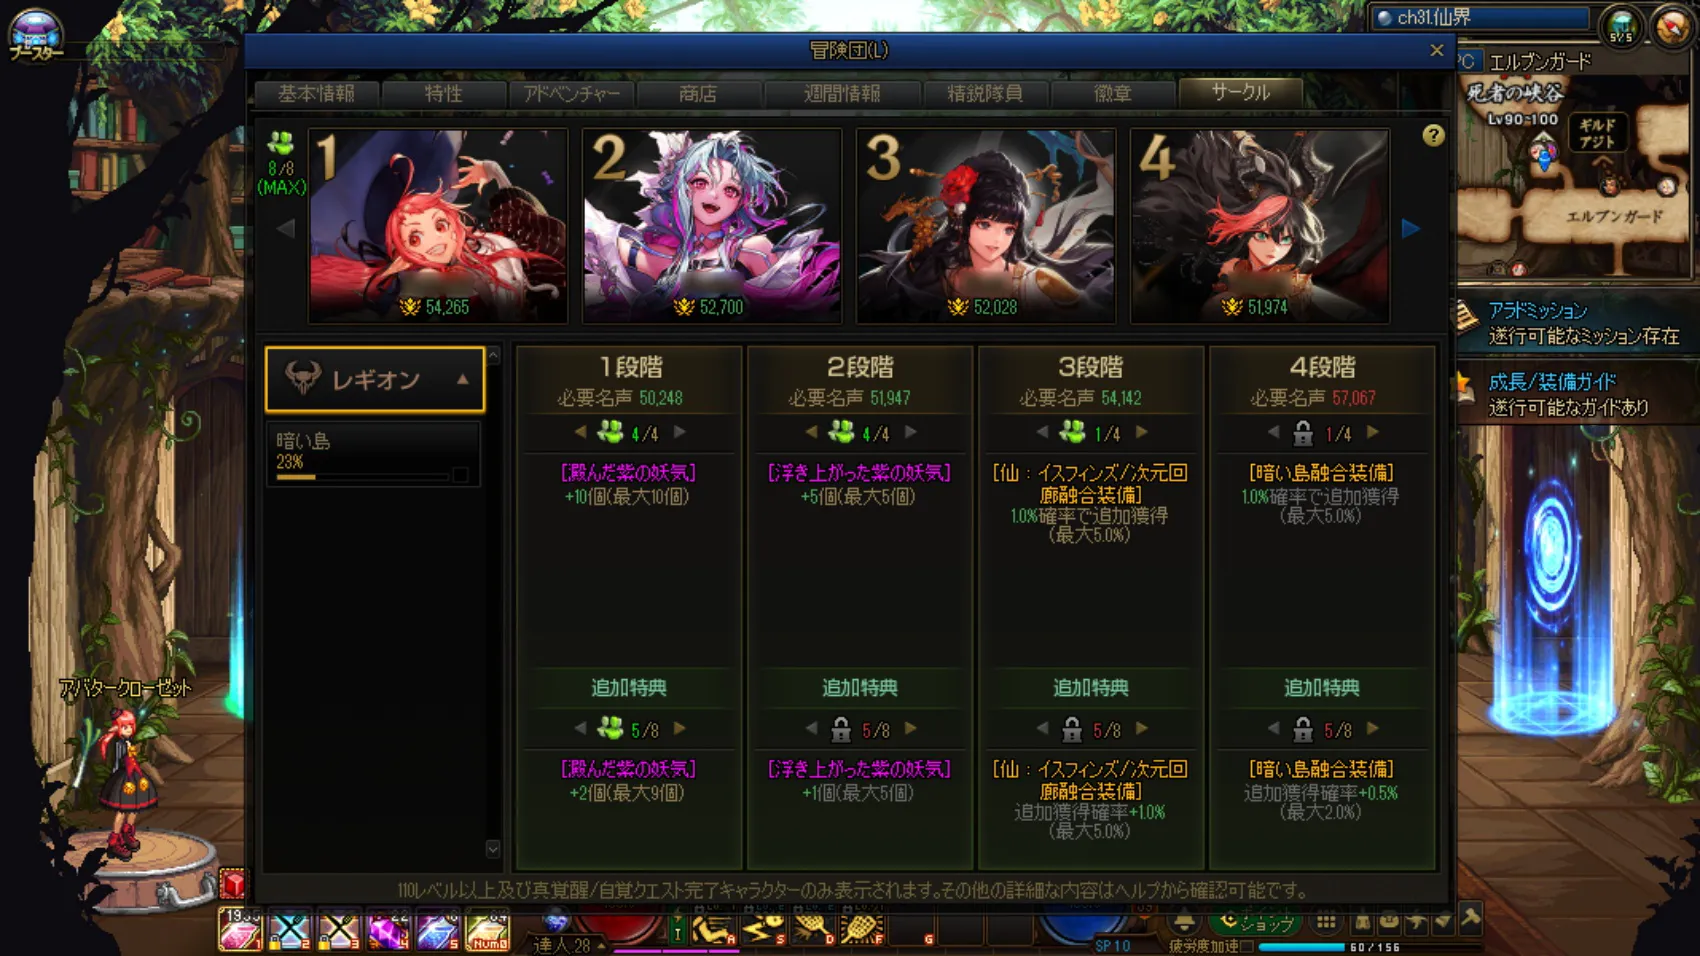 ブースター
冒険団(L)
ch31.仙界
5/5
PC エルブンガード
基本情報
特性
アドベンチャー
商店
週間情報
精鋭隊員
徽章
サークル
死者の峡谷
Lv90~100
ギルド
アジト
エルブンガード
8/8
(MAX)
1
2
3
4
?
54,265
52,700
52,028
51,974
アラドミッション
遂行可能なミッション存在
成長/装備ガイド
遂行可能なガイドあり
レギオン
暗い島
23%
1段階
必要名声 50,248
4/4
[澱んだ紫の妖気]
+10個(最大10個)
追加特典
5/8
[澱んだ紫の妖気]
+2個(最大9個)
2段階
必要名声 51,947
4/4
[浮き上がった紫の妖気]
+5個(最大5個)
追加特典
5/8
[浮き上がった紫の妖気]
+1個(最大5個)
3段階
必要名声 54,142
1/4
[仙：イスフィンズ/次元回
廊融合装備]
1.0%確率で追加獲得
(最大5.0%)
追加特典
5/8
[仙：イスフィンズ/次元回
廊融合装備]
追加獲得確率+1.0%
(最大5.0%)
4段階
必要名声 57,067
1/4
[暗い島融合装備]
1.0%確率で追加獲得
(最大5.0%)
追加特典
5/8
[暗い島融合装備]
追加獲得確率+0.5%
(最大2.0%)
アバタークローゼット
110レベル以上及び真覚醒/自覚クエスト完了キャラクターのみ表示されます。その他の詳細な内容はヘルプから確認可能です。
1
2
3
4
5
Num0
達人 28
A
S
D
F
G
SP 10
ショップ
疲労度加速
60/156